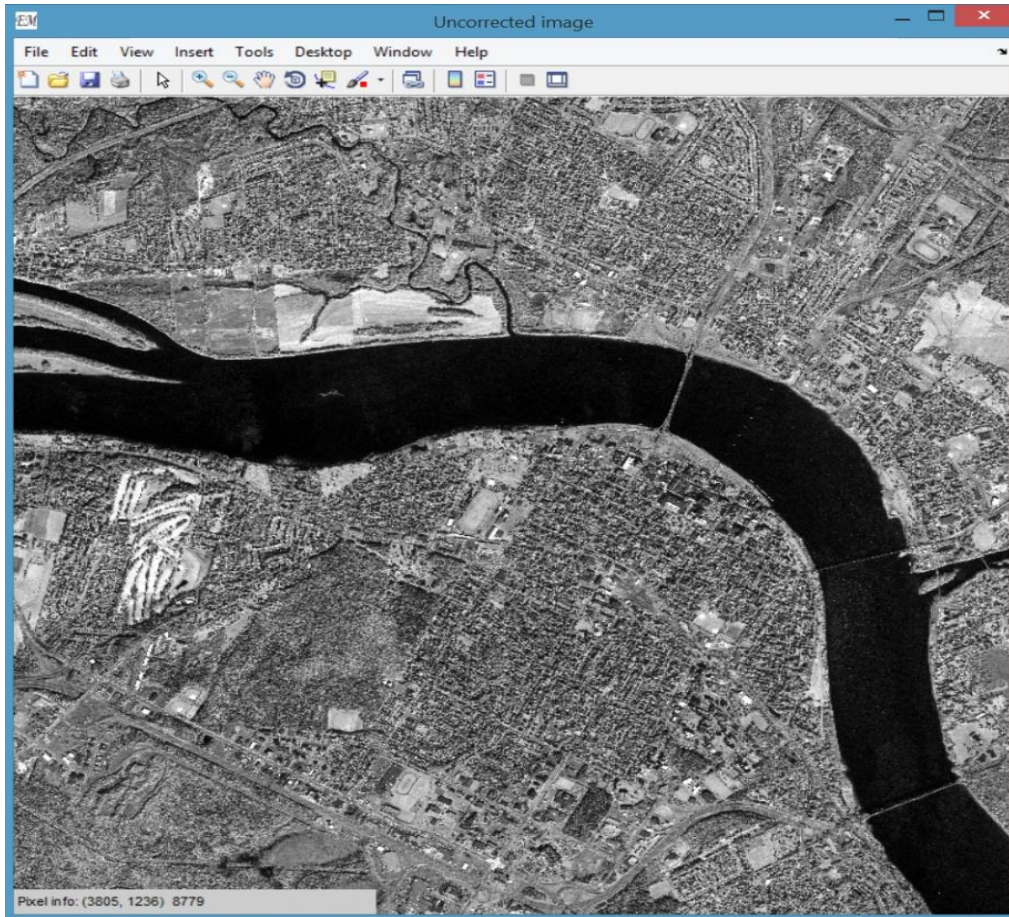 EM
Uncorrected image
File Edit View Insert Tools Desktop Window Help
Pixel info: (3805, 1236) 8779